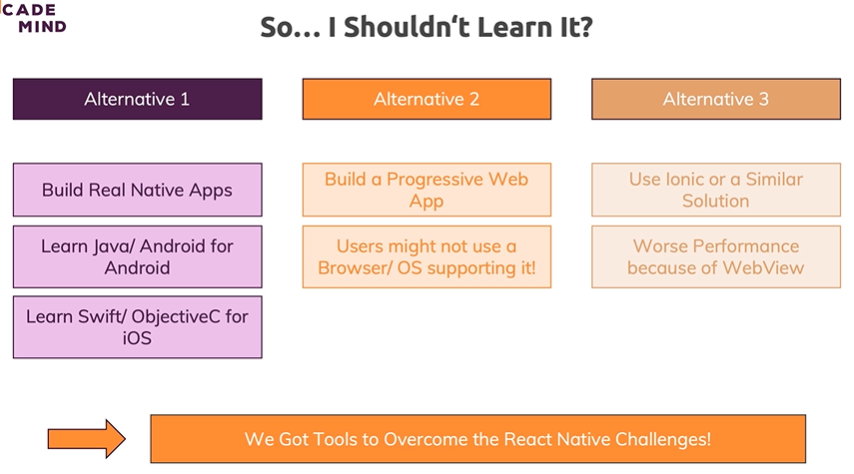 CADE
MIND
So... I Shouldn‘t Learn It?
Alternative 1
Alternative 2
Alternative 3
Build Real Native Apps
Learn Java/ Android for
Android
Learn Swift/ ObjectiveC for
iOS
Build a Progressive Web
App
Users might not use a
Browser/ OS supporting it!
Use Ionic or a Similar
Solution
Worse Performance
because of WebView
We Got Tools to Overcome the React Native Challenges!